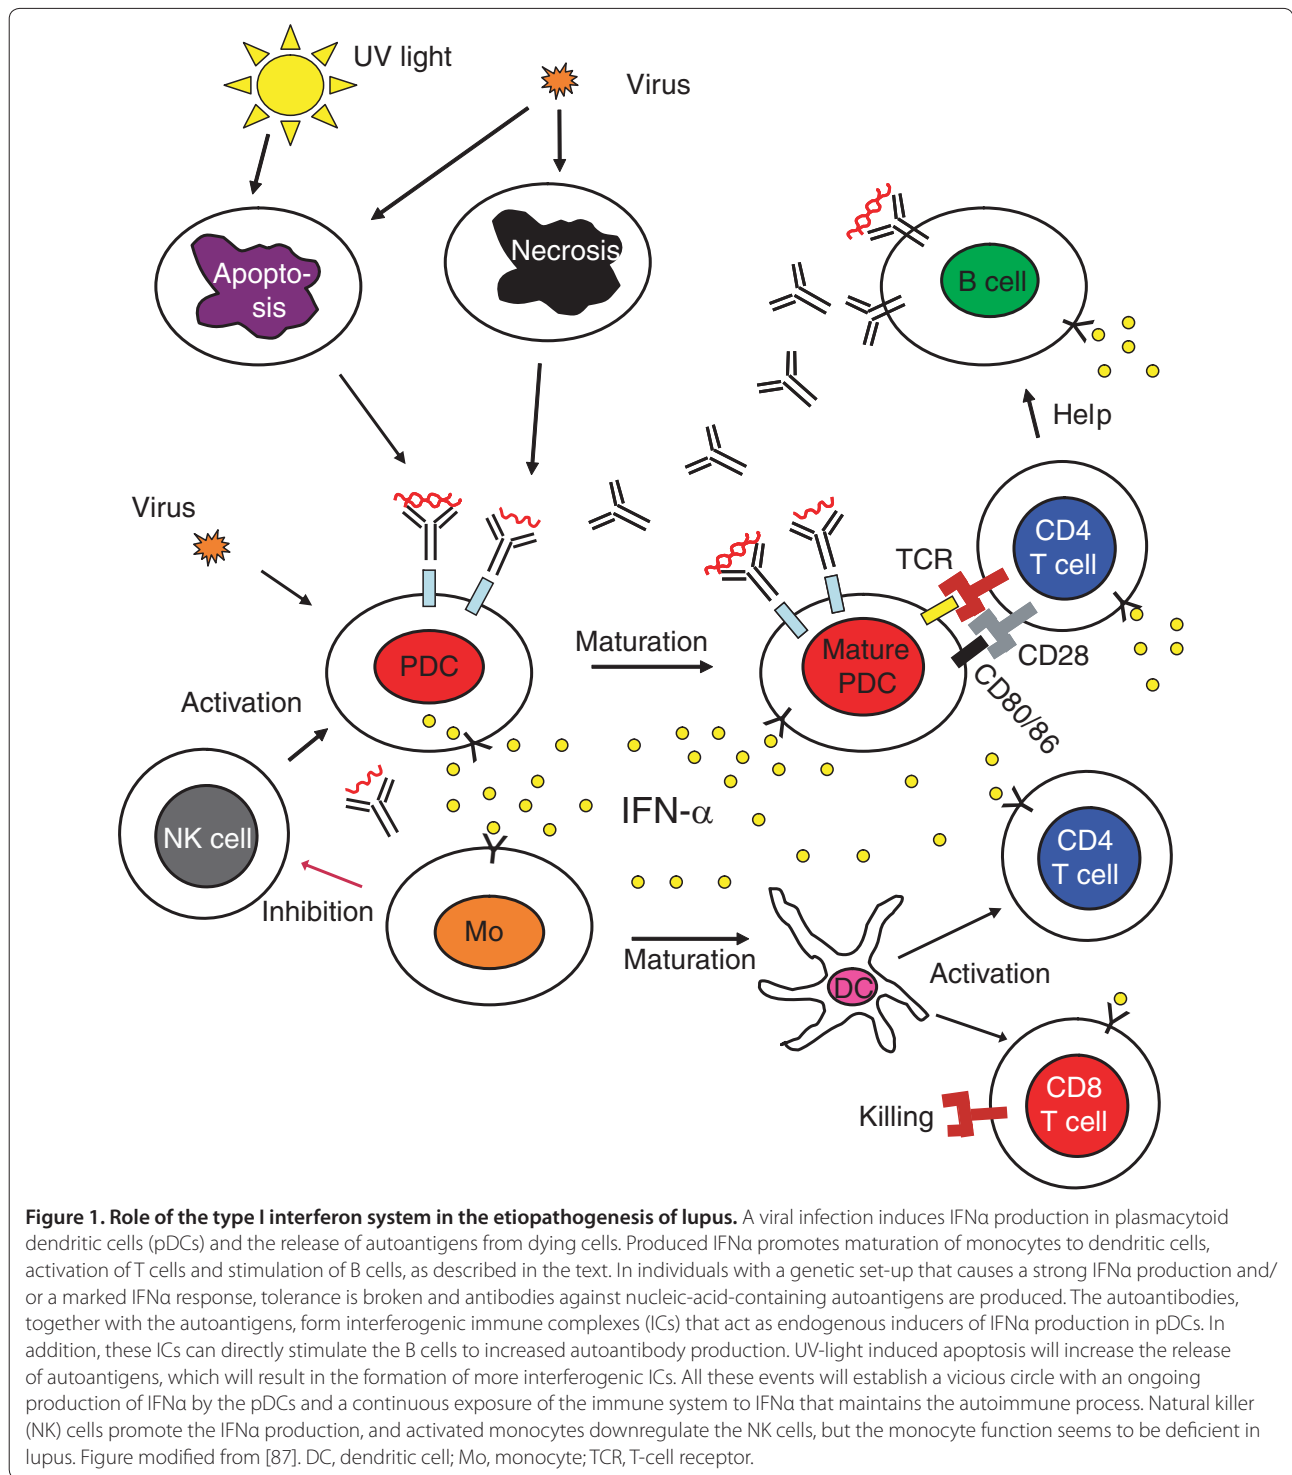 UV light
Virus
Apopto-
sis
Necrosis
B cell
Help
Virus
CD4
T cell
TCR
CD28
CD80/86
PDC
Maturation
Mature
PDC
Activation
NK cell
IFN-α
Inhibition
Mo
Maturation
DC
CD4
T cell
Activation
CD8
T cell
Killing
Figure 1. Role of the type I interferon system in the etiopathogenesis of lupus. A viral infection induces IFNα production in plasmacytoid
dendritic cells (pDCs) and the release of autoantigens from dying cells. Produced IFNα promotes maturation of monocytes to dendritic cells,
activation of T cells and stimulation of B cells, as described in the text. In individuals with a genetic set-up that causes a strong IFNα production and/
or a marked IFNα response, tolerance is broken and antibodies against nucleic-acid-containing autoantigens are produced. The autoantibodies,
together with the autoantigens, form interferogenic immune complexes (ICs) that act as endogenous inducers of IFNα production in pDCs. In
addition, these ICs can directly stimulate the B cells to increased autoantibody production. UV-light induced apoptosis will increase the release
of autoantigens, which will result in the formation of more interferogenic ICs. All these events will establish a vicious circle with an ongoing
production of IFNα by the pDCs and a continuous exposure of the immune system to IFNα that maintains the autoimmune process. Natural killer
(NK) cells promote the IFNα production, and activated monocytes downregulate the NK cells, but the monocyte function seems to be deficient in
lupus. Figure modified from [87]. DC, dendritic cell; Mo, monocyte; TCR, T-cell receptor.